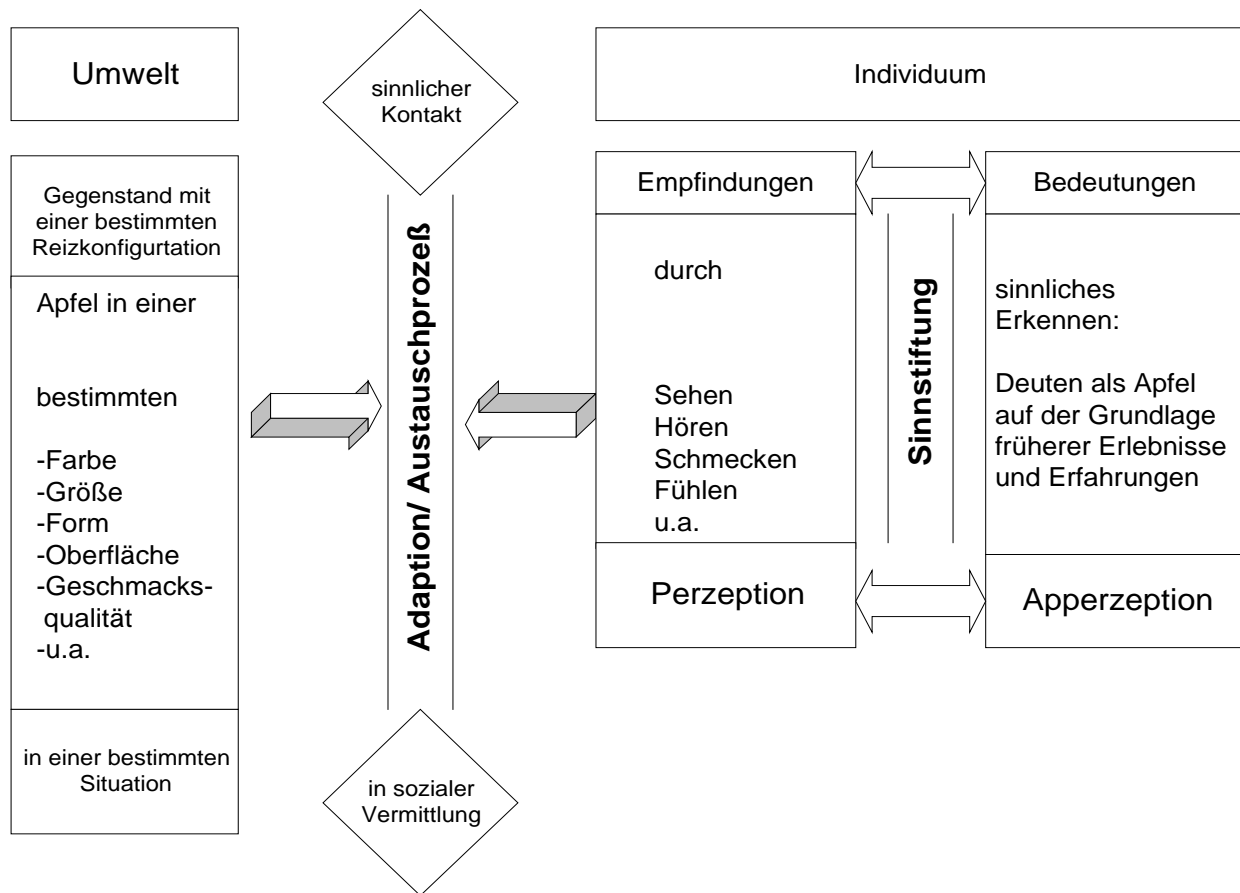 Umwelt
Gegenstand mit
einer bestimmten
Reizkonfigurtation
Apfel in einer
bestimmten
-Farbe
-Größe
-Form
-Oberfläche
-Geschmacks-
qualität
-u.a.
in einer bestimmten
Situation
sinnlicher
Kontakt
Adaption/ Austauschprozeß
in sozialer
Vermittlung
Individuum
Empfindungen
durch
Sehen
Hören
Schmecken
Fühlen
u.a.
Perzeption
Sinnstiftung
Bedeutungen
sinnliches
Erkennen:
Deuten als Apfel
auf der Grundlage
früherer Erlebnisse
und Erfahrungen
Apperzeption